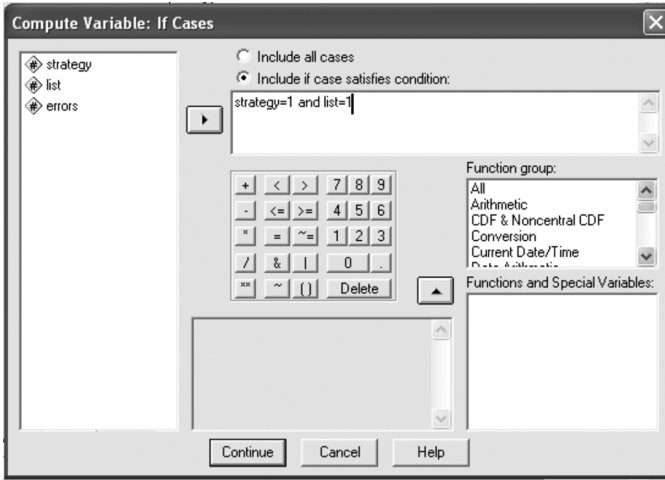 Compute Variable: If Cases
strategy
list
errors
Include all cases
Include if case satisfies condition:
strategy=1 and list=1
+ < > 7 8 9
- <= >= 4 5 6
* = ~= 1 2 3
/ & | 0 .
** ~ () Delete
Function group:
All
Arithmetic
CDF & Noncentral CDF
Conversion
Current Date/Time
Date Arithmetic
Functions and Special Variables:
Continue Cancel Help